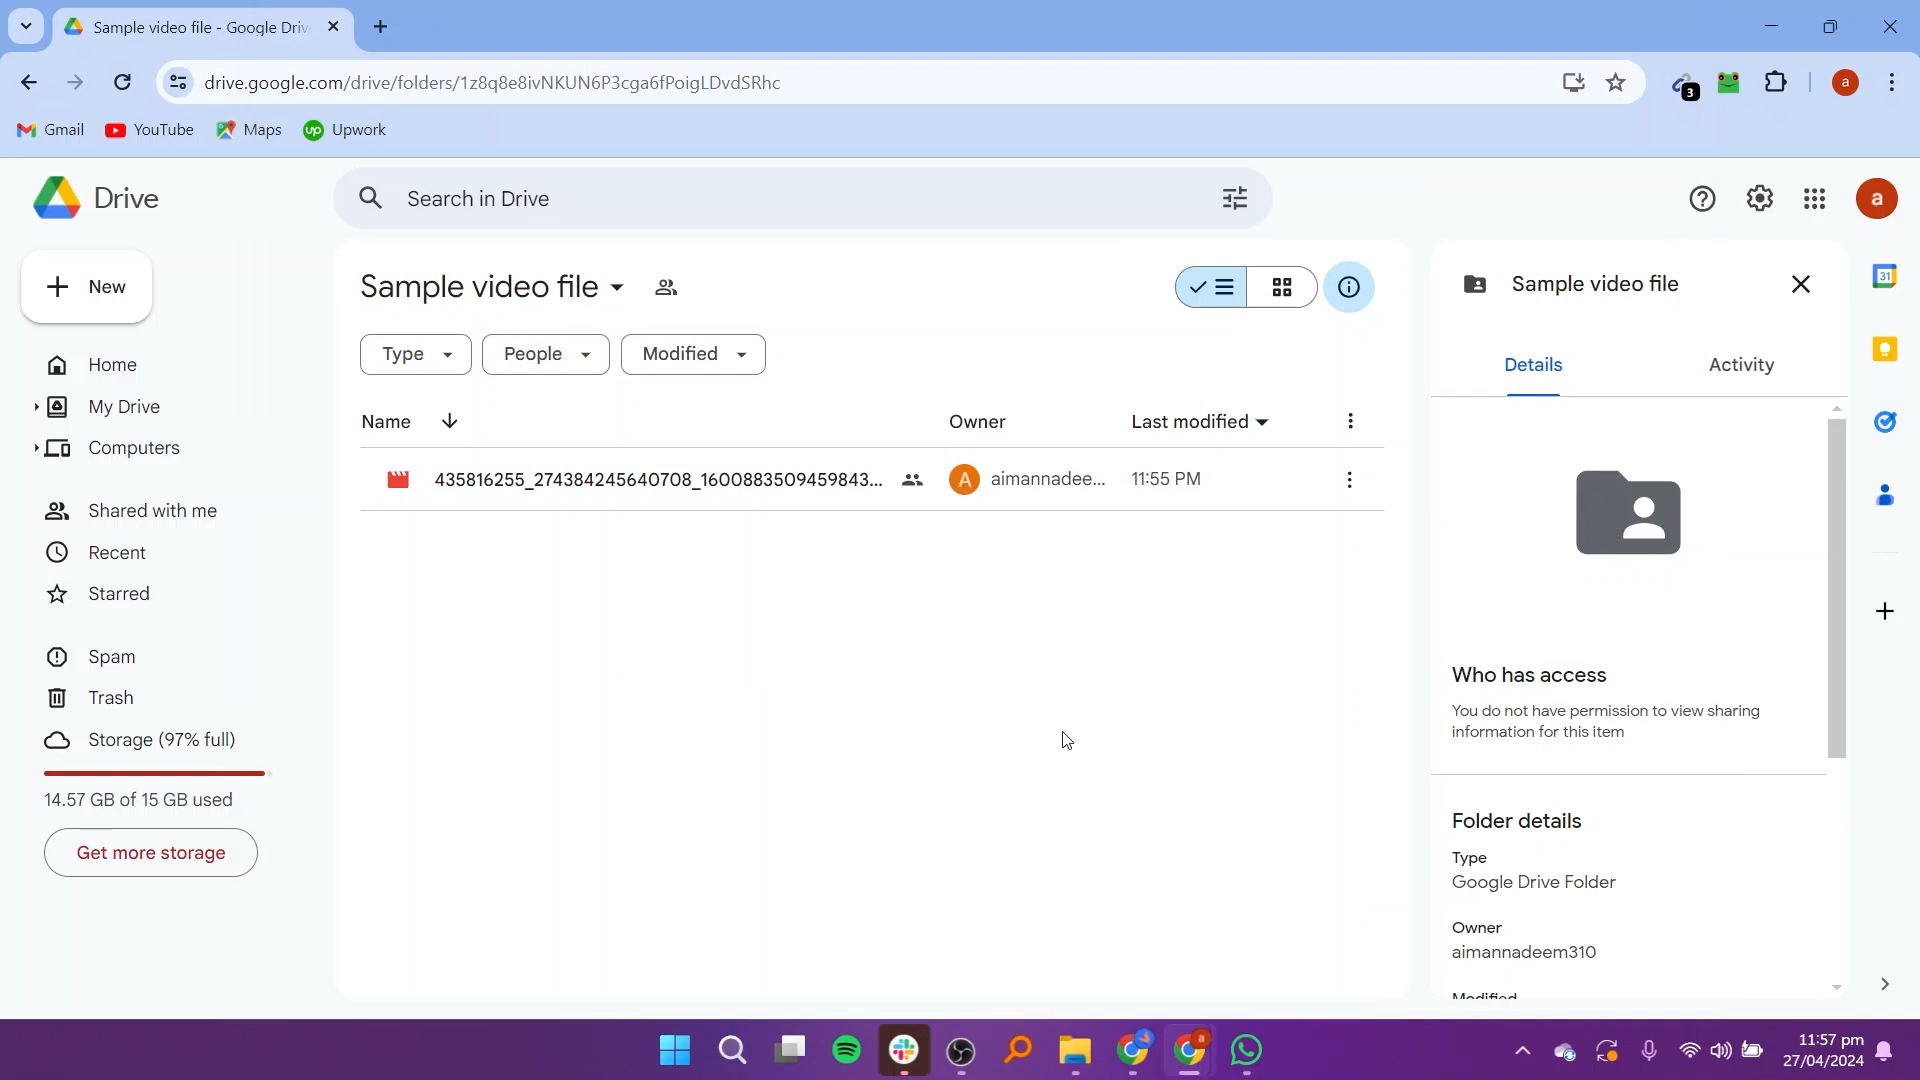 Sample video file - Google Driv
drive.google.com/drive/folders/1z8q8e8ivNKUN6P3cga6fPoigLDvdSRhc
3
a
Gmail
YouTube
Maps
up
Upwork
Drive
Search in Drive
a
New
Sample video file
Sample video file
31
Home
Type
People
Modified
Details
Activity
My Drive
Name
Owner
Last modified
Computers
435816255_274384245640708_1600883509459843...
A
aimannadee...
11:55 PM
Shared with me
Recent
Starred
Spam
Who has access
Trash
You do not have permission to view sharing
information for this item
Storage (97% full)
14.57 GB of 15 GB used
Folder details
Get more storage
Type
Google Drive Folder
Owner
aimannadeem310
Modified
a
11:57 pm
27/04/2024